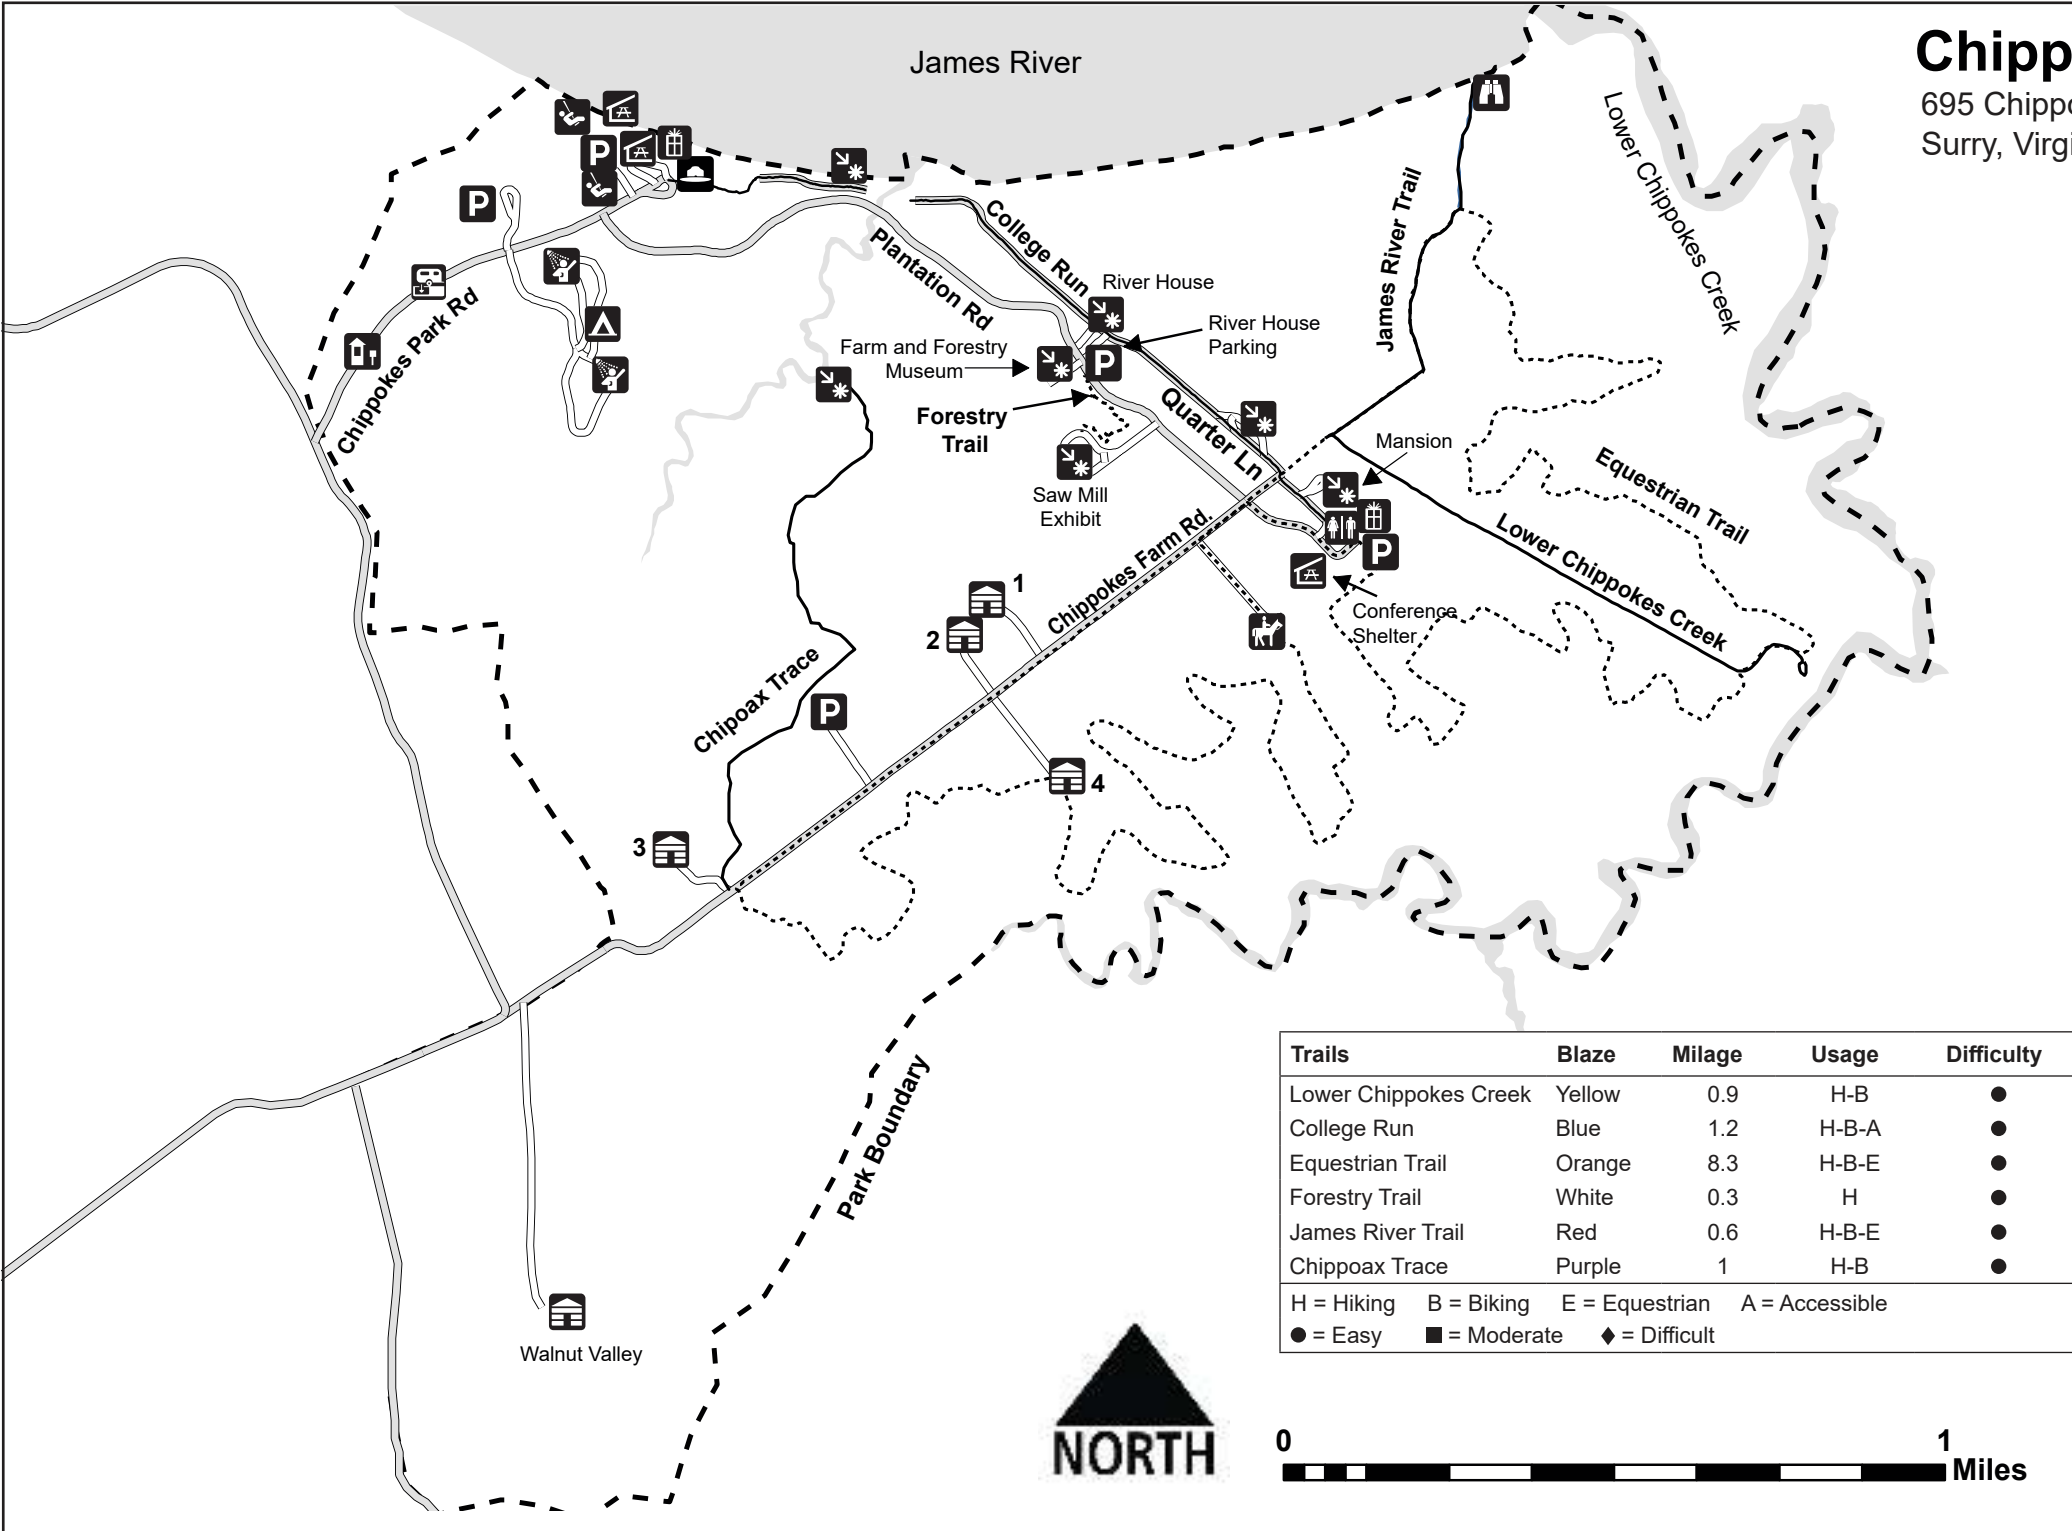 James River
Chipp
695 Chippo
Surry, Virgi
Lower Chippokes Creek
James River Trail
College Run
Plantation Rd
River House
River House
Parking
Farm and Forestry
Museum
Forestry
Trail
Chippokes Park Rd
P
P
P
Quarter Ln
Mansion
Saw Mill
Exhibit
Equestrian Trail
Lower Chippokes Creek
Chippokes Farm Rd.
P
Conference
Shelter
1
2
Chipoax Trace
P
4
3
Park Boundary
Walnut Valley
Trails Blaze Milage Usage Difficulty
Lower Chippokes Creek Yellow 0.9 H-B ●
College Run Blue 1.2 H-B-A ●
Equestrian Trail Orange 8.3 H-B-E ●
Forestry Trail White 0.3 H ●
James River Trail Red 0.6 H-B-E ●
Chippoax Trace Purple 1 H-B ●
H = Hiking B = Biking E = Equestrian A = Accessible
● = Easy ■ = Moderate ♦ = Difficult
NORTH
0 1
Miles